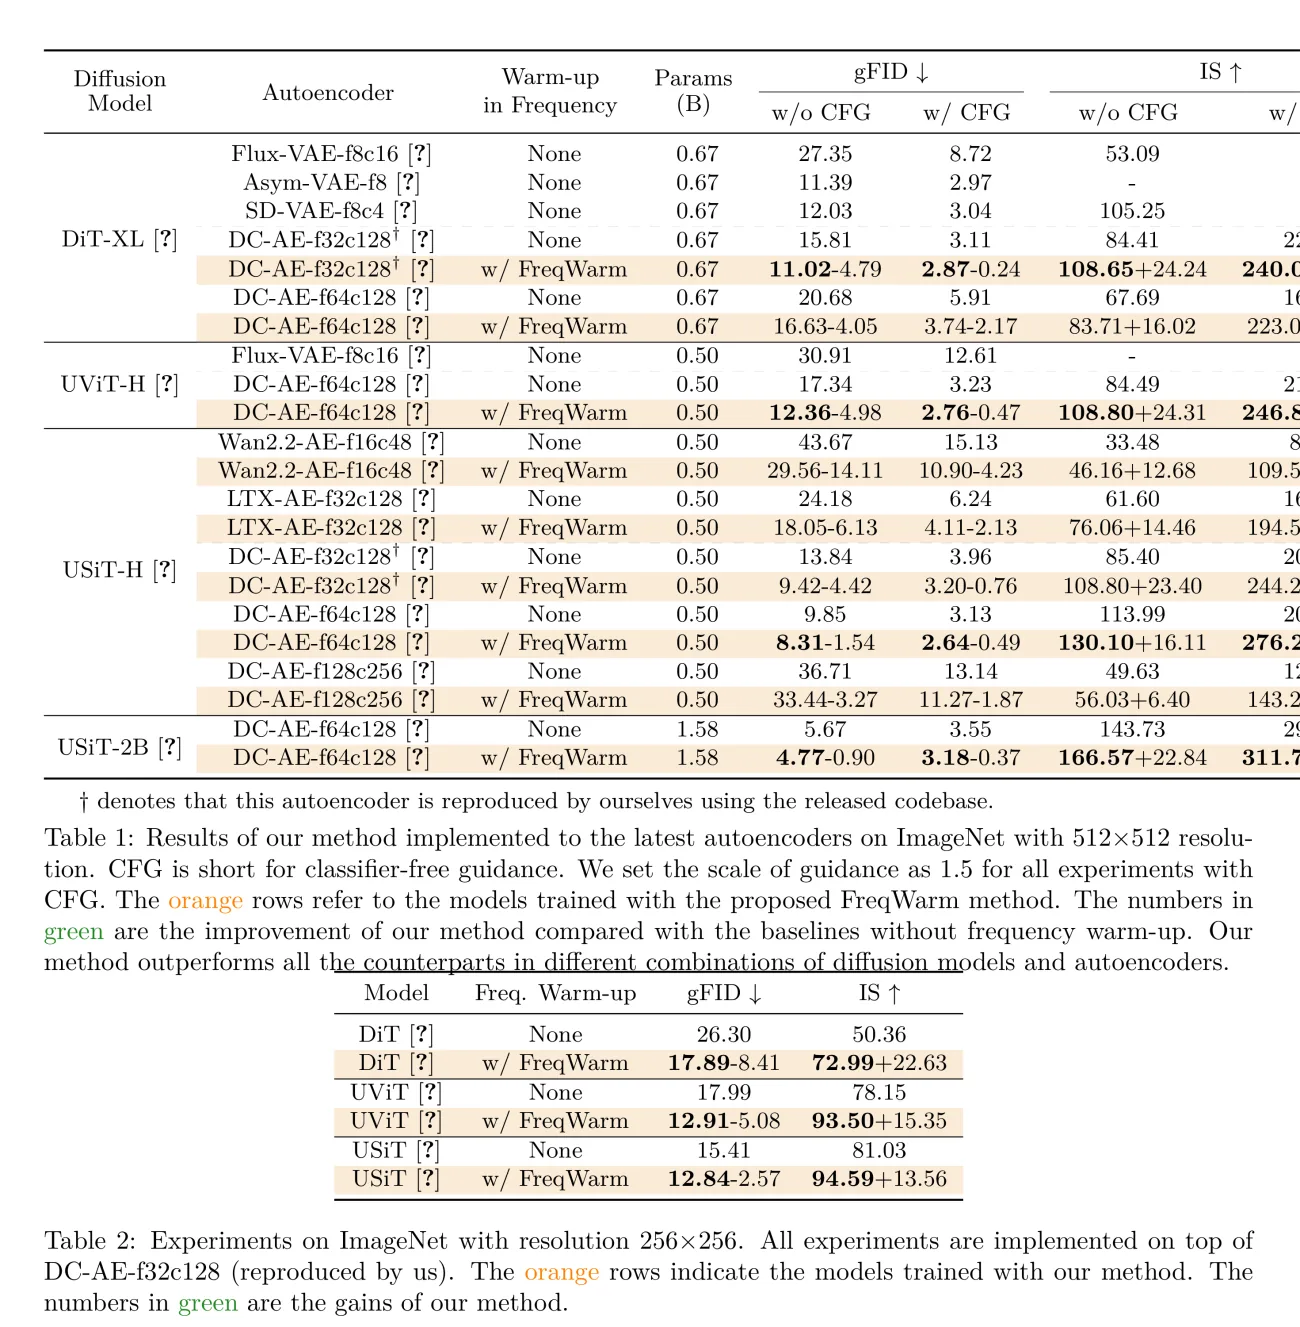 Diffusion Model Autoencoder Warm-up in Frequency Params (B) gFID ↓ IS ↑
w/o CFG w/ CFG w/o CFG w/
DiT-XL [?]
Flux-VAE-f8c16 [?] None 0.67 27.35 8.72 53.09
Asym-VAE-f8 [?] None 0.67 11.39 2.97 -
SD-VAE-f8c4 [?] None 0.67 12.03 3.04 105.25
DC-AE-f32c128† [?] None 0.67 15.81 3.11 84.41 22
DC-AE-f32c128† [?] w/ FreqWarm 0.67 11.02-4.79 2.87-0.24 108.65+24.24 240.0
DC-AE-f64c128 [?] None 0.67 20.68 5.91 67.69 16
DC-AE-f64c128 [?] w/ FreqWarm 0.67 16.63-4.05 3.74-2.17 83.71+16.02 223.0
UViT-H [?]
Flux-VAE-f8c16 [?] None 0.50 30.91 12.61 -
DC-AE-f64c128 [?] None 0.50 17.34 3.23 84.49 21
DC-AE-f64c128 [?] w/ FreqWarm 0.50 12.36-4.98 2.76-0.47 108.80+24.31 246.8
USiT-H [?]
Wan2.2-AE-f16c48 [?] None 0.50 43.67 15.13 33.48 8
Wan2.2-AE-f16c48 [?] w/ FreqWarm 0.50 29.56-14.11 10.90-4.23 46.16+12.68 109.5
LTX-AE-f32c128 [?] None 0.50 24.18 6.24 61.60 16
LTX-AE-f32c128 [?] w/ FreqWarm 0.50 18.05-6.13 4.11-2.13 76.06+14.46 194.5
DC-AE-f32c128† [?] None 0.50 13.84 3.96 85.40 20
DC-AE-f32c128† [?] w/ FreqWarm 0.50 9.42-4.42 3.20-0.76 108.80+23.40 244.2
DC-AE-f64c128 [?] None 0.50 9.85 3.13 113.99 20
DC-AE-f64c128 [?] w/ FreqWarm 0.50 8.31-1.54 2.64-0.49 130.10+16.11 276.2
DC-AE-f128c256 [?] None 0.50 36.71 13.14 49.63 12
DC-AE-f128c256 [?] w/ FreqWarm 0.50 33.44-3.27 11.27-1.87 56.03+6.40 143.2
USiT-2B [?]
DC-AE-f64c128 [?] None 1.58 5.67 3.55 143.73 29
DC-AE-f64c128 [?] w/ FreqWarm 1.58 4.77-0.90 3.18-0.37 166.57+22.84 311.7
† denotes that this autoencoder is reproduced by ourselves using the released codebase.
Table 1: Results of our method implemented to the latest autoencoders on ImageNet with 512×512 resolu-
tion. CFG is short for classifier-free guidance. We set the scale of guidance as 1.5 for all experiments with
CFG. The orange rows refer to the models trained with the proposed FreqWarm method. The numbers in
green are the improvement of our method compared with the baselines without frequency warm-up. Our
method outperforms all the counterparts in different combinations of diffusion models and autoencoders.
Model Freq. Warm-up gFID ↓ IS ↑
DiT [?] None 26.30 50.36
DiT [?] w/ FreqWarm 17.89-8.41 72.99+22.63
UViT [?] None 17.99 78.15
UViT [?] w/ FreqWarm 12.91-5.08 93.50+15.35
USiT [?] None 15.41 81.03
USiT [?] w/ FreqWarm 12.84-2.57 94.59+13.56
Table 2: Experiments on ImageNet with resolution 256×256. All experiments are implemented on top of
DC-AE-f32c128 (reproduced by us). The orange rows indicate the models trained with our method. The
numbers in green are the gains of our method.